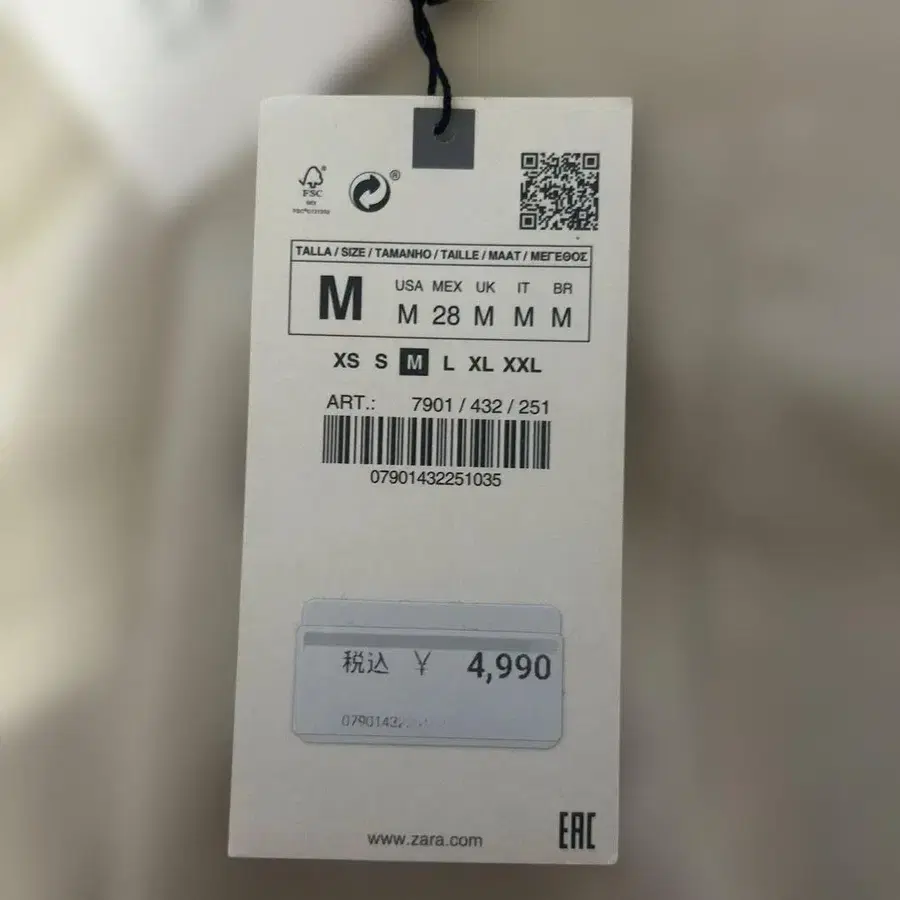 FSC
TALLA / SIZE / TAMANHO / TAILLE / MAAT / ΜΕΓΕΘΟΣ
M
USA MEX UK IT BR
M 28 M M M
XS S M L XL XXL
ART.: 7901 / 432 / 251
07901432251035
税込 ¥ 4,990
0790143
www.zara.com
EAC